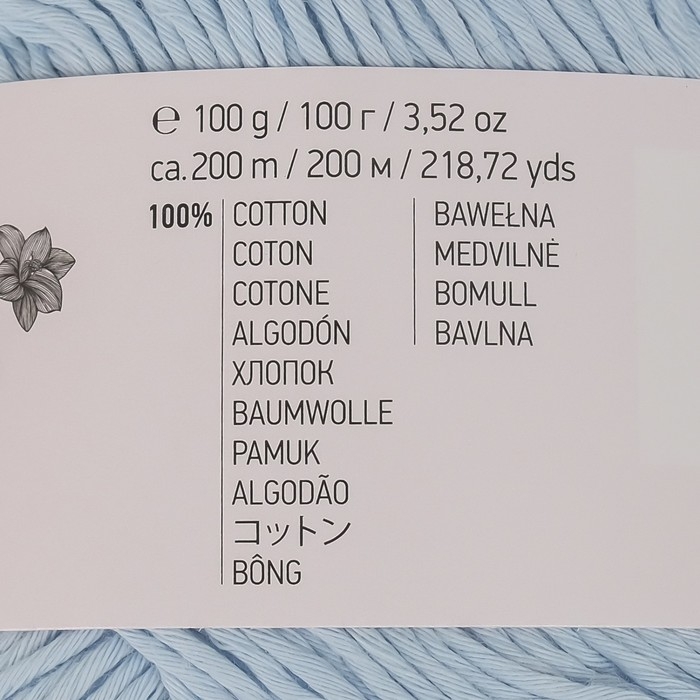 ℮ 100 g / 100 г / 3,52 oz
ca. 200 m / 200 м / 218,72 yds
100% COTTON
COTON
COTONE
ALGODÓN
ХЛОПОК
BAUMWOLLE
PAMUK
ALGODÃO
コットン
BÔNG
BAWEŁNA
MEDVILNĖ
BOMULL
BAVLNA